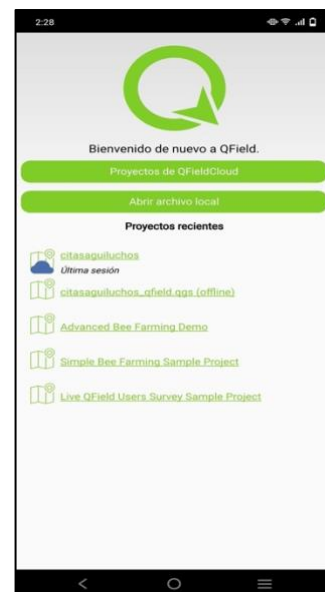 2:28
Bienvenido de nuevo a QField.
Proyectos de QFieldCloud
Abrir archivo local
Proyectos recientes
citasaguiluchos
Última sesión
citasaguiluchos_qfield.qgs (offline)
Advanced Bee Farming Demo
Simple Bee Farming Sample Project
Live QField Users Survey Sample Project